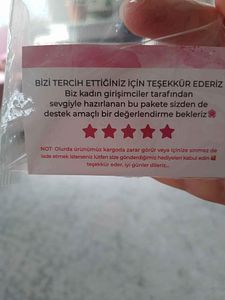 BİZİ TERCİH ETTİĞİNİZ İÇİN TEŞEKKÜR EDERİZ
Biz kadın girişimciler tarafından
sevgiyle hazırlanan bu pakete sizden de
destek amaçlı bir değerlendirme bekleriz🌸
NOT: Olurda ürünümüz kargoda zarar görür veya içinize sinmez de
iade etmek isterseniz lütfen size gönderdiğimiz hediyeleri kabul edin
teşekkür eder, iyi günler dileriz...